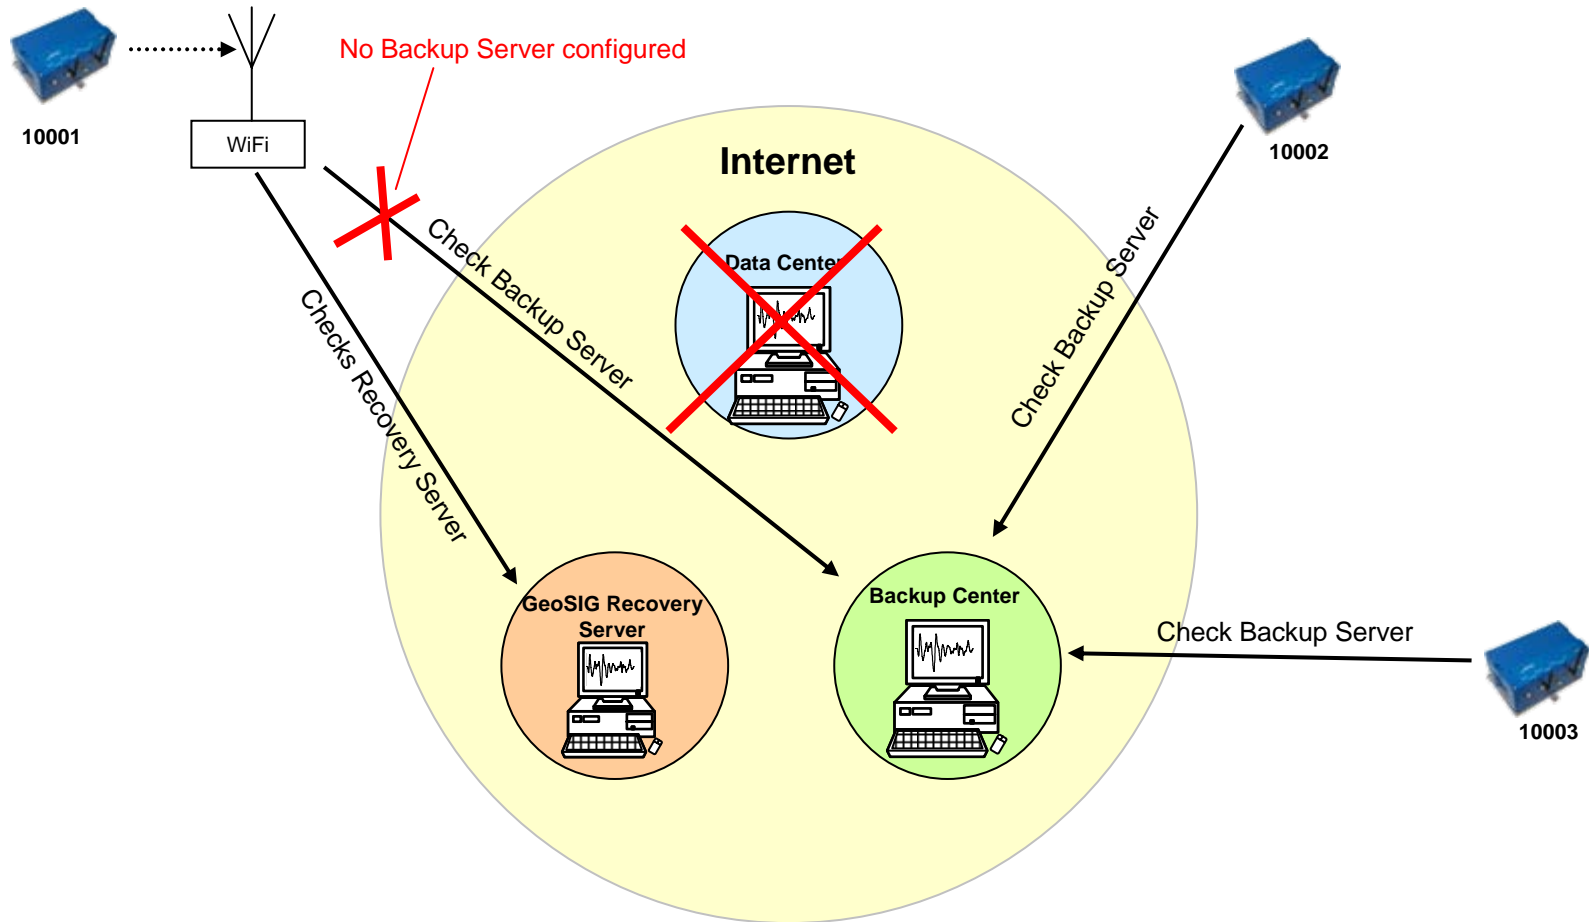 No Backup Server configured
10001
WiFi
Internet
10002
Check Backup Server
Check Backup Server
Checks Recovery Server
Data Center
GeoSIG Recovery
Server
Backup Center
Check Backup Server
10003